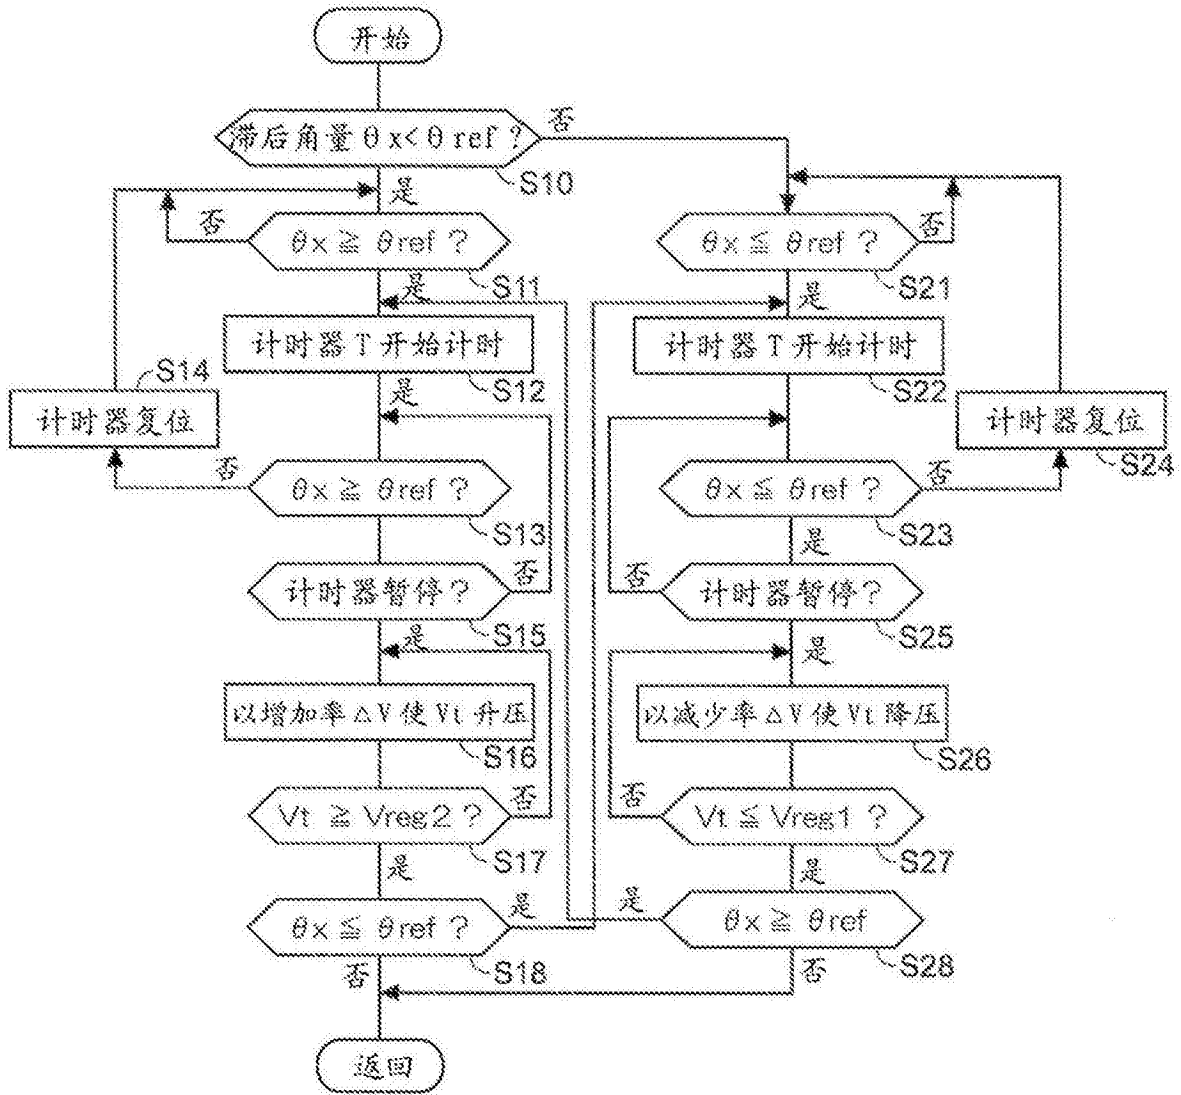 开始
滞后角量θx<θref?
否
S10
是
θx≧θref?
否
S11
是
计时器T开始计时
S12
是
S14
计时器复位
θx≧θref?
否
S13
计时器暂停?
否
S15
是
以增加率△V使Vt升压
S16
Vt≧Vreg2?
否
S17
是
θx≦θref?
是
S18
否
返回
θx≦θref?
否
S21
是
计时器T开始计时
S22
计时器复位
S24
θx≦θref?
否
S23
是
计时器暂停?
否
S25
是
以减少率△V使Vt降压
S26
Vt≦Vreg1?
否
S27
是
θx≧θref
是
S28
否